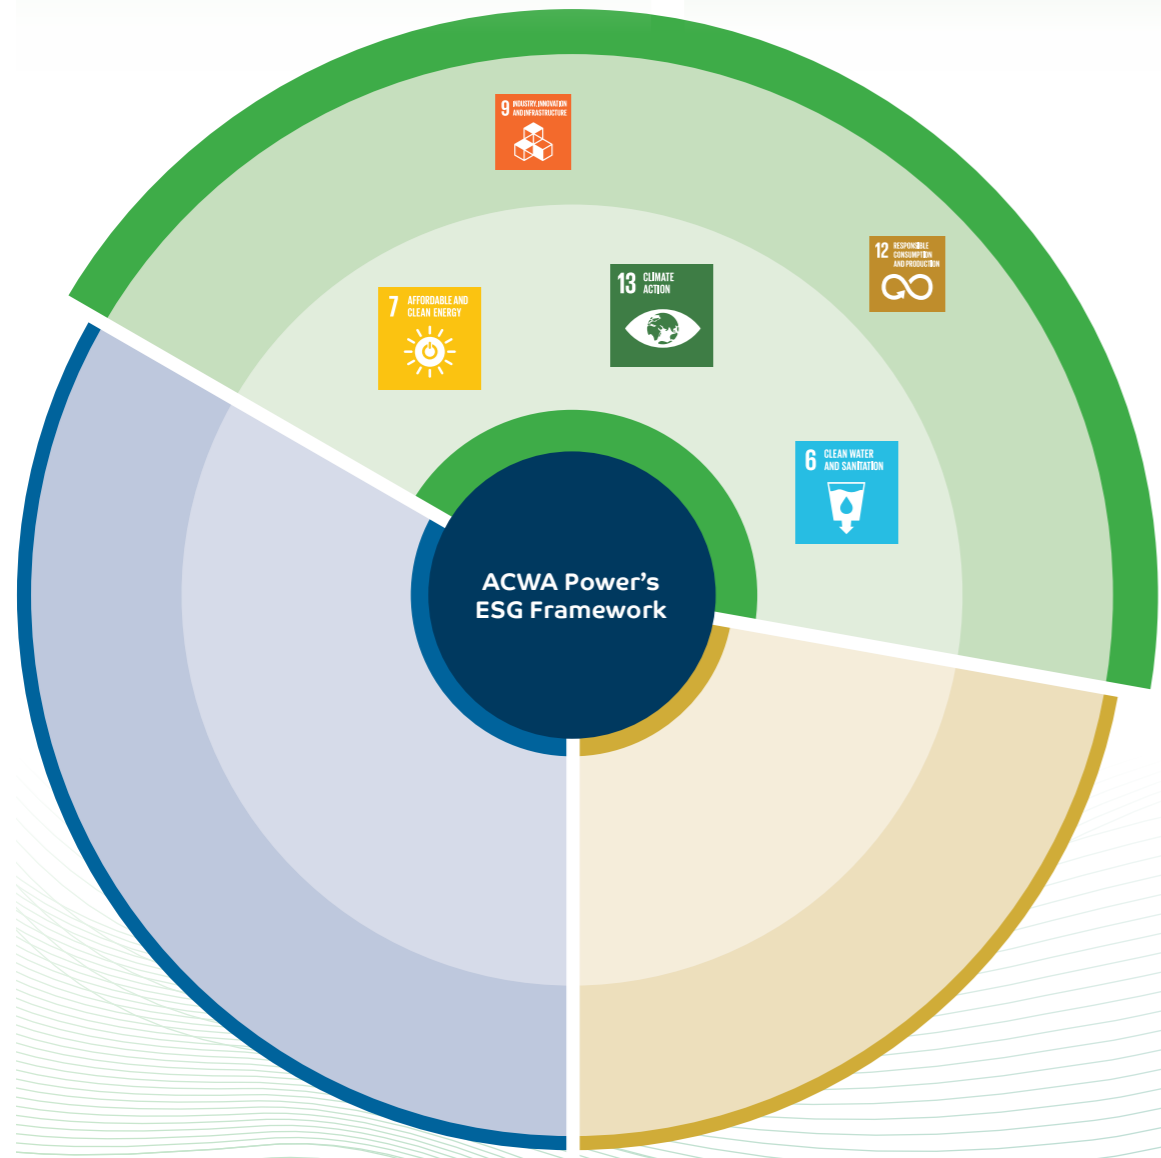 9 INDUSTRY, INNOVATION
AND INFRASTRUCTURE
12 RESPONSIBLE
CONSUMPTION
AND PRODUCTION
13 CLIMATE
ACTION
7 AFFORDABLE AND
CLEAN ENERGY
6 CLEAN WATER
AND SANITATION
ACWA Power’s
ESG Framework